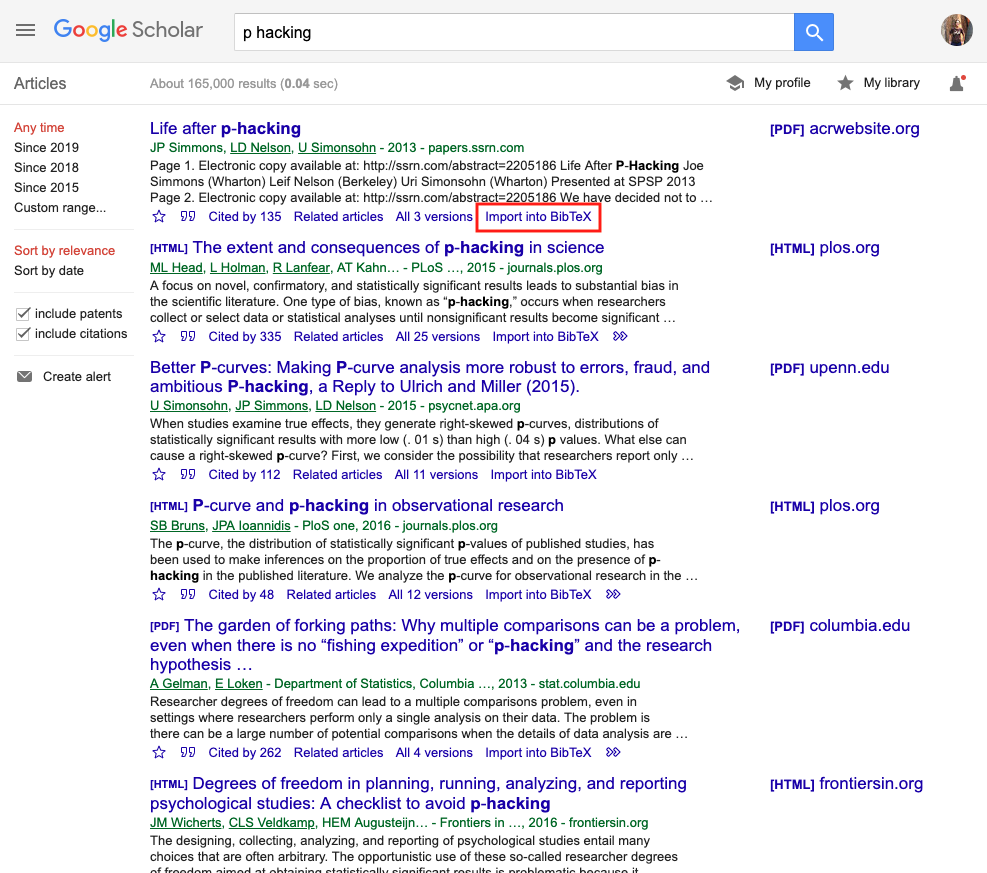 Google Scholar
p hacking
Articles
About 165,000 results (0.04 sec)
My profile
My library
Any time
Since 2019
Since 2018
Since 2015
Custom range...
Sort by relevance
Sort by date
include patents
include citations
Create alert
Life after p-hacking
JP Simmons, LD Nelson, U Simonsohn - 2013 - papers.ssrn.com
Page 1. Electronic copy available at: http://ssrn.com/abstract=2205186 Life After P-Hacking Joe
Simmons (Wharton) Leif Nelson (Berkeley) Uri Simonsohn (Wharton) Presented at SPSP 2013
Page 2. Electronic copy available at: http://ssrn.com/abstract=2205186 We have decided not to …
Cited by 135 Related articles All 3 versions Import into BibTeX
[PDF] acrwebsite.org
[HTML] The extent and consequences of p-hacking in science
ML Head, L Holman, R Lanfear, AT Kahn… - PLoS …, 2015 - journals.plos.org
A focus on novel, confirmatory, and statistically significant results leads to substantial bias in
the scientific literature. One type of bias, known as “p-hacking,” occurs when researchers
collect or select data or statistical analyses until nonsignificant results become significant …
Cited by 335 Related articles All 25 versions Import into BibTeX
[HTML] plos.org
Better P-curves: Making P-curve analysis more robust to errors, fraud, and
ambitious P-hacking, a Reply to Ulrich and Miller (2015).
U Simonsohn, JP Simmons, LD Nelson - 2015 - psycnet.apa.org
When studies examine true effects, they generate right-skewed p-curves, distributions of
statistically significant results with more low (. 01 s) than high (. 04 s) p values. What else can
cause a right-skewed p-curve? First, we consider the possibility that researchers report only …
Cited by 112 Related articles All 11 versions Import into BibTeX
[PDF] upenn.edu
[HTML] P-curve and p-hacking in observational research
SB Bruns, JPA Ioannidis - PloS one, 2016 - journals.plos.org
The p-curve, the distribution of statistically significant p-values of published studies, has
been used to make inferences on the proportion of true effects and on the presence of p-
hacking in the published literature. We analyze the p-curve for observational research in the …
Cited by 48 Related articles All 12 versions Import into BibTeX
[HTML] plos.org
[PDF] The garden of forking paths: Why multiple comparisons can be a problem,
even when there is no “fishing expedition” or “p-hacking” and the research
hypothesis …
A Gelman, E Loken - Department of Statistics, Columbia …, 2013 - stat.columbia.edu
Researcher degrees of freedom can lead to a multiple comparisons problem, even in
settings where researchers perform only a single analysis on their data. The problem is
there can be a large number of potential comparisons when the details of data analysis are …
Cited by 262 Related articles All 4 versions Import into BibTeX
[PDF] columbia.edu
[HTML] Degrees of freedom in planning, running, analyzing, and reporting
psychological studies: A checklist to avoid p-hacking
JM Wicherts, CLS Veldkamp, HEM Augusteijn… - Frontiers in …, 2016 - frontiersin.org
The designing, collecting, analyzing, and reporting of psychological studies entail many
choices that are often arbitrary. The opportunistic use of these so-called researcher degrees
of freedom aimed at obtaining statistically significant results is problematic because it
[HTML] frontiersin.org